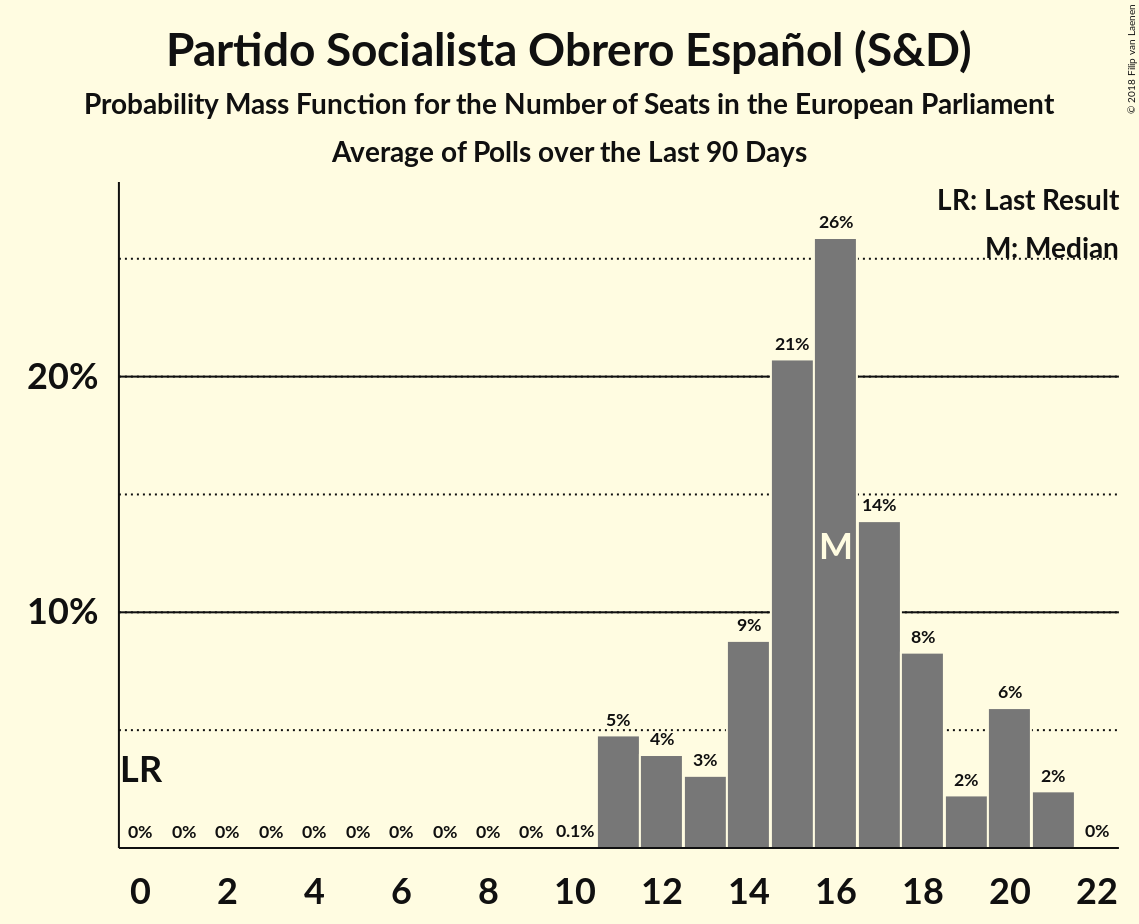 Partido Socialista Obrero Español (S&D)
Probability Mass Function for the Number of Seats in the European Parliament
Average of Polls over the Last 90 Days
© 2018 Filip van Laenen
LR: Last Result
M: Median
26%
21%
20%
14%
M
10%
9%
8%
6%
5%
4%
3%
2%
2%
LR
0% 0% 0% 0% 0% 0% 0% 0% 0% 0% 0.1% 0%
0 2 4 6 8 10 12 14 16 18 20 22